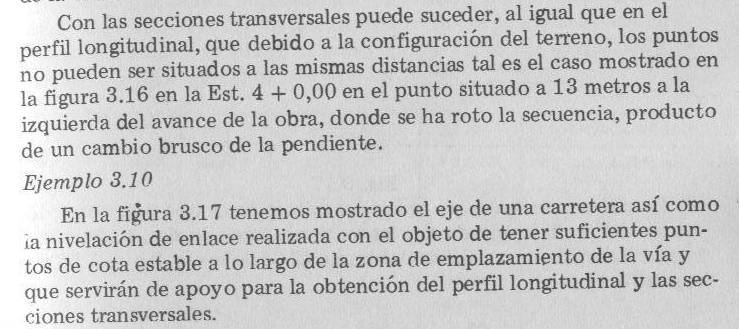 Con las secciones transversales puede suceder, al igual que en el
perfil longitudinal, que debido a la configuración del terreno, los puntos
no pueden ser situados a las mismas distancias tal es el caso mostrado en
la figura 3.16 en la Est. 4 + 0,00 en el punto situado a 13 metros a la
izquierda del avance de la obra, donde se ha roto la secuencia, producto
de un cambio brusco de la pendiente.
Ejemplo 3.10
En la figura 3.17 tenemos mostrado el eje de una carretera así como
la nivelación de enlace realizada con el objeto de tener suficientes pun-
tos de cota estable a lo largo de la zona de emplazamiento de la vía y
que servirán de apoyo para la obtención del perfil longitudinal y las sec-
ciones transversales.